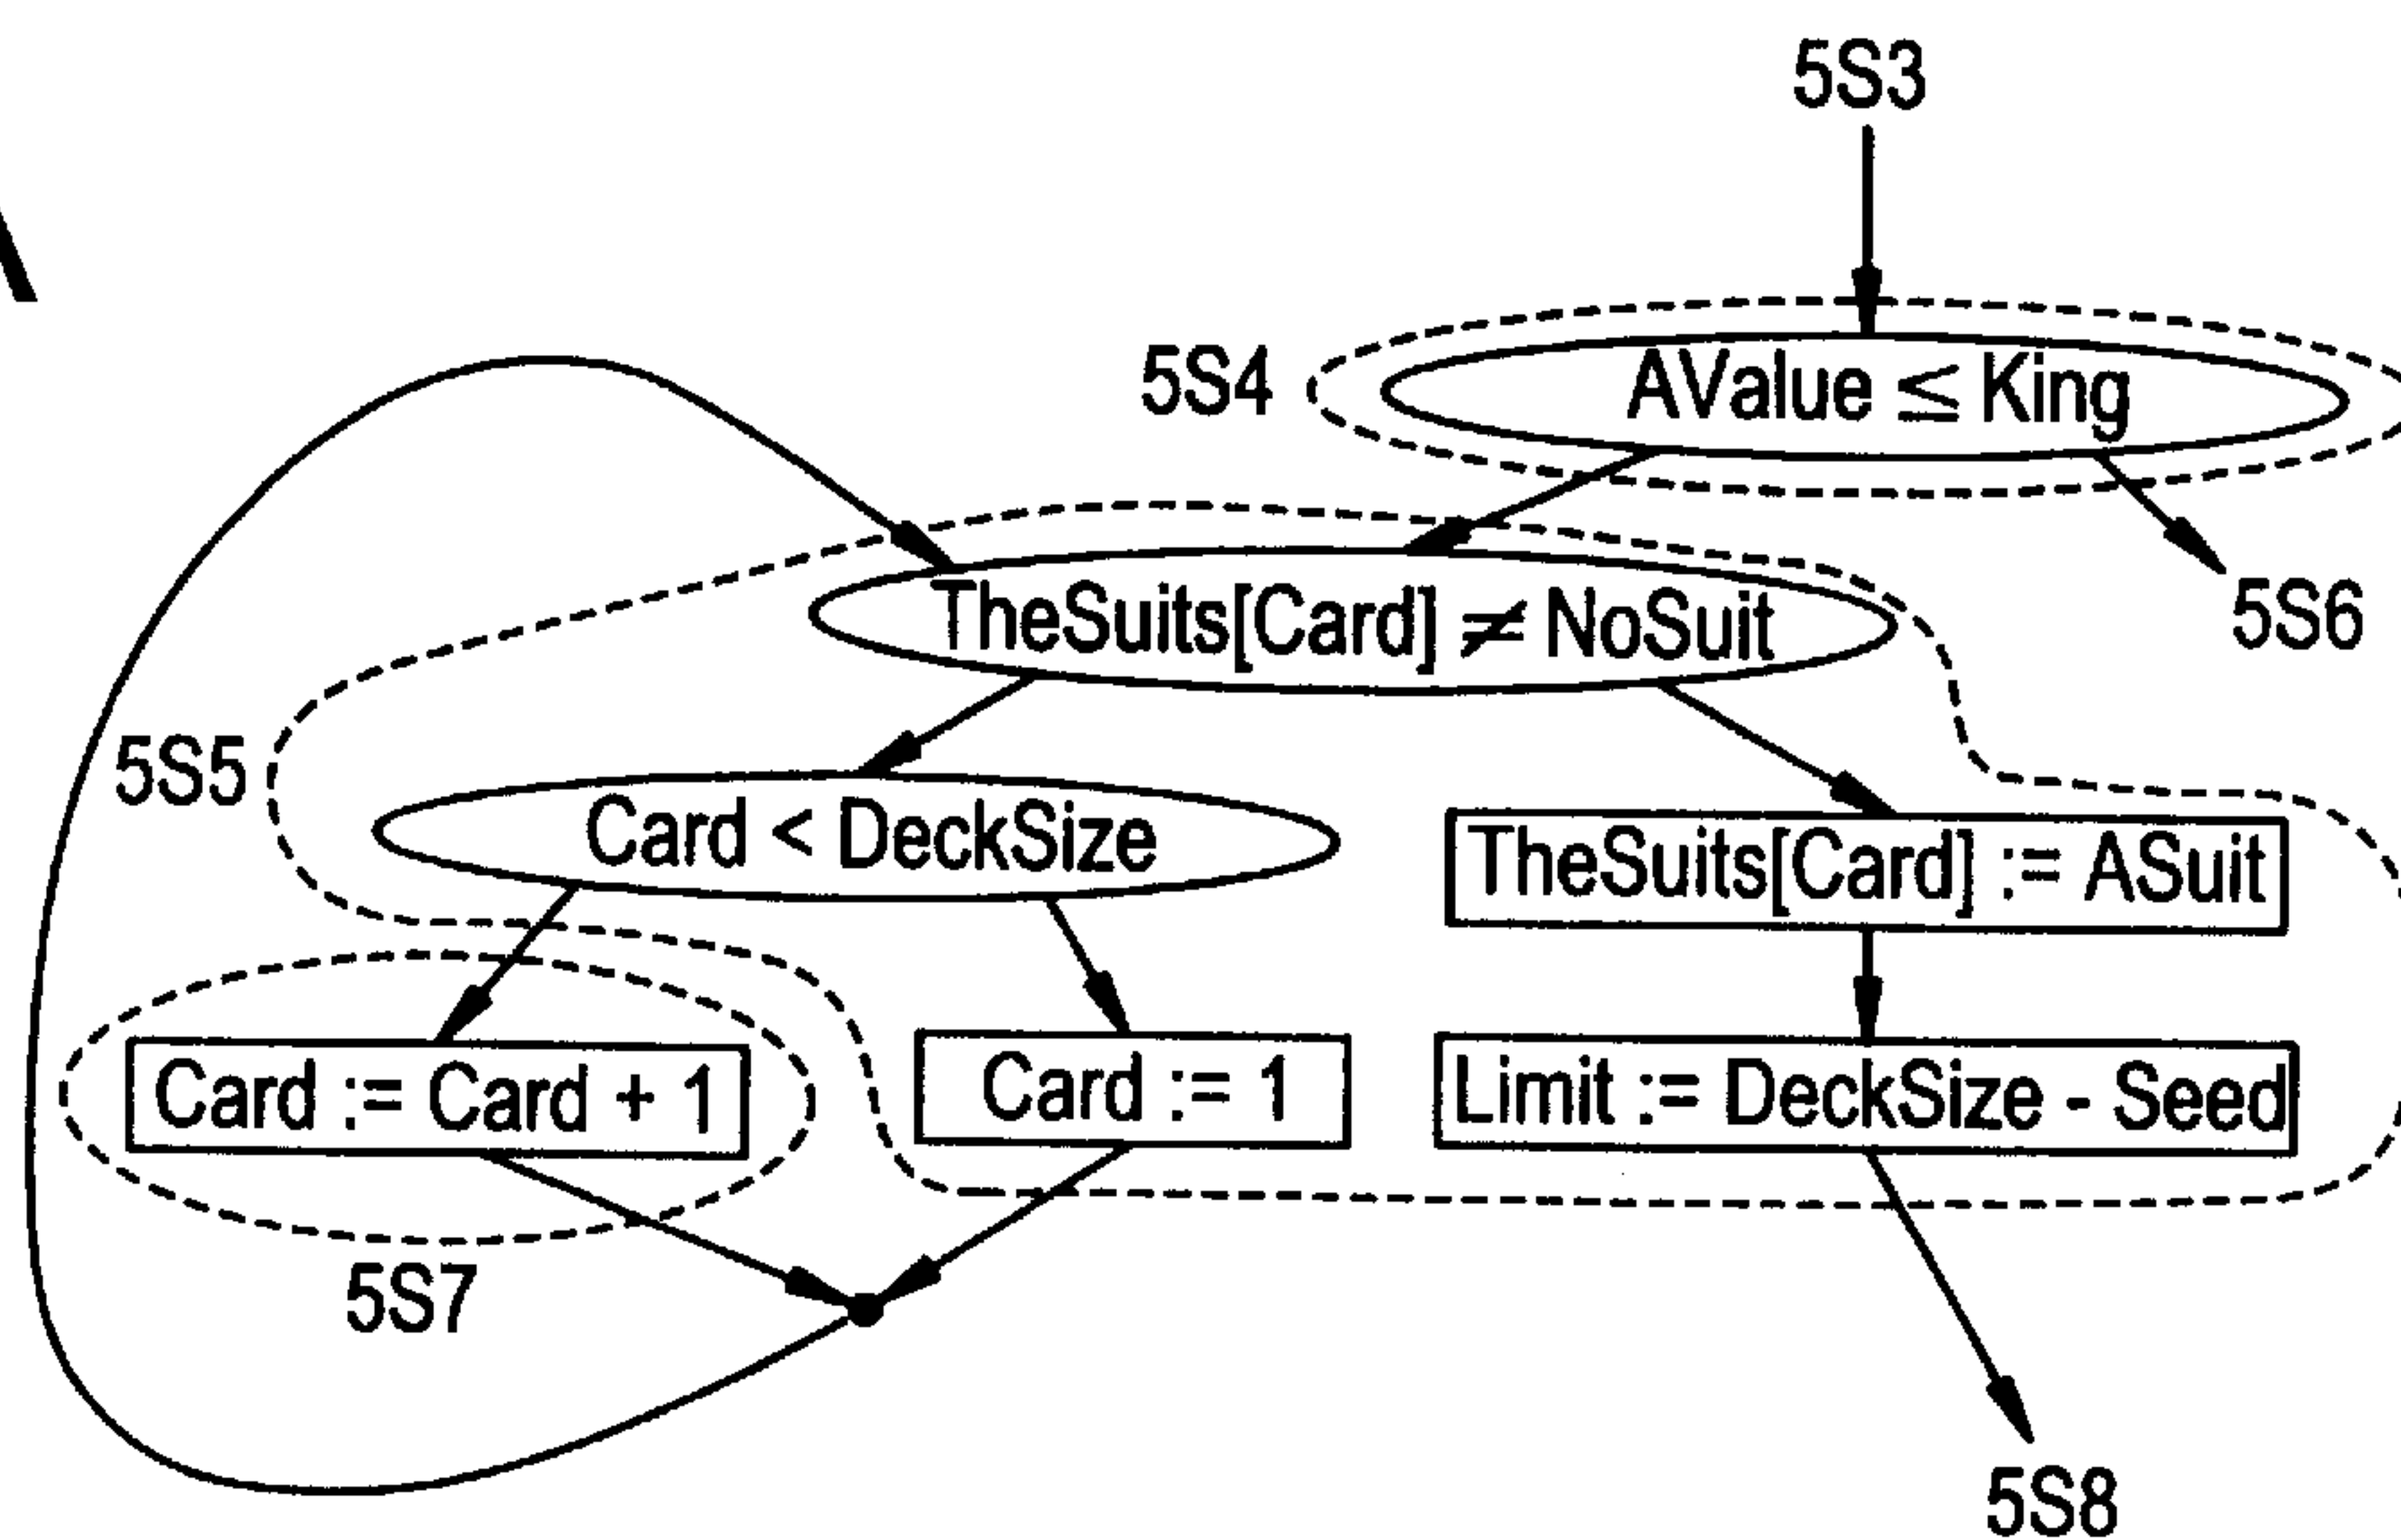 5S3
5S4
AValue ≤ King
TheSuits[Card] ≠ NoSuit
5S6
5S5
Card < DeckSize
TheSuits[Card] := ASuit
Card := Card + 1
Card := 1
Limit := DeckSize - Seed
5S7
5S8